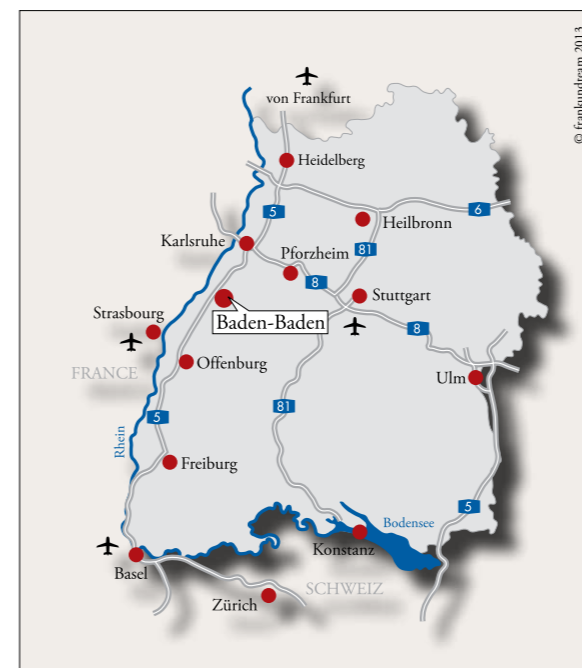 © frankundteam 2013
von Frankfurt
Heidelberg
5
6
Heilbronn
Karlsruhe
81
Pforzheim
8
Stuttgart
Strasbourg
Baden-Baden
8
FRANCE
Offenburg
Ulm
81
5
Rhein
Freiburg
5
Bodensee
Konstanz
Basel
SCHWEIZ
Zürich